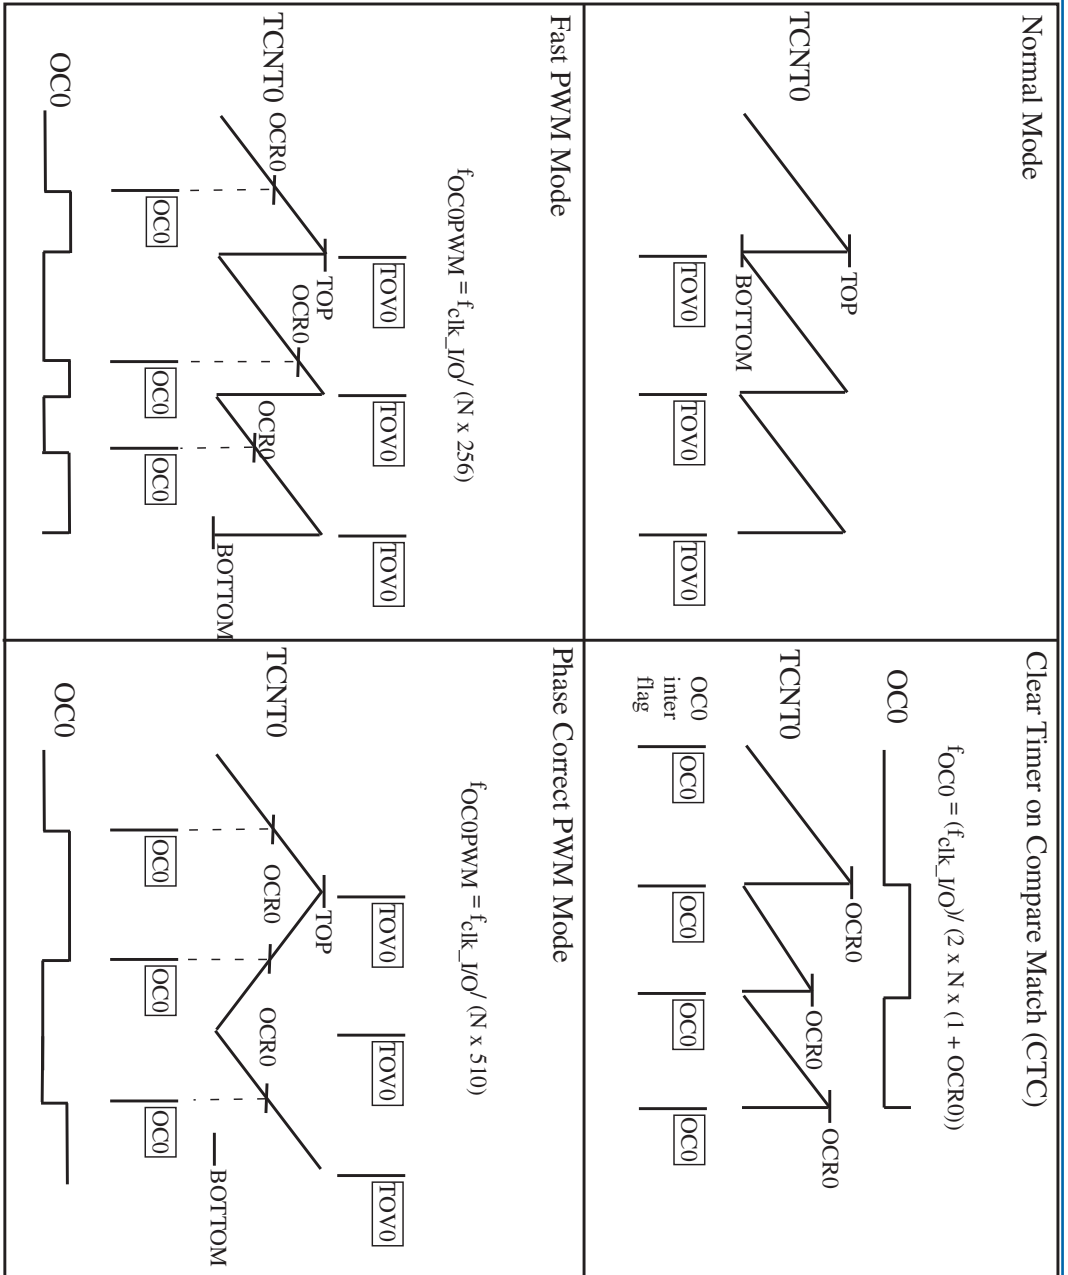 Normal Mode
TCNT0
TOP
BOTTOM
TOV0
TOV0
TOV0
Clear Timer on Compare Match (CTC)
fOC0 = (fclk_I/O)/ (2 x N x (1 + OCR0))
OC0
TCNT0
OCR0
OCR0
OCR0
OC0
inter
flag
OC0
OC0
OC0
OC0
Fast PWM Mode
fOC0PWM = fclk_I/O/ (N x 256)
TOV0
TOV0
TOV0
TCNT0
OCR0
TOP
OCR0
OCR0
BOTTOM
OC0
OC0
OC0
OC0
Phase Correct PWM Mode
fOC0PWM = fclk_I/O/ (N x 510)
TOV0
TOV0
TOV0
TCNT0
TOP
OCR0
OCR0
BOTTOM
OC0
OC0
OC0
OC0